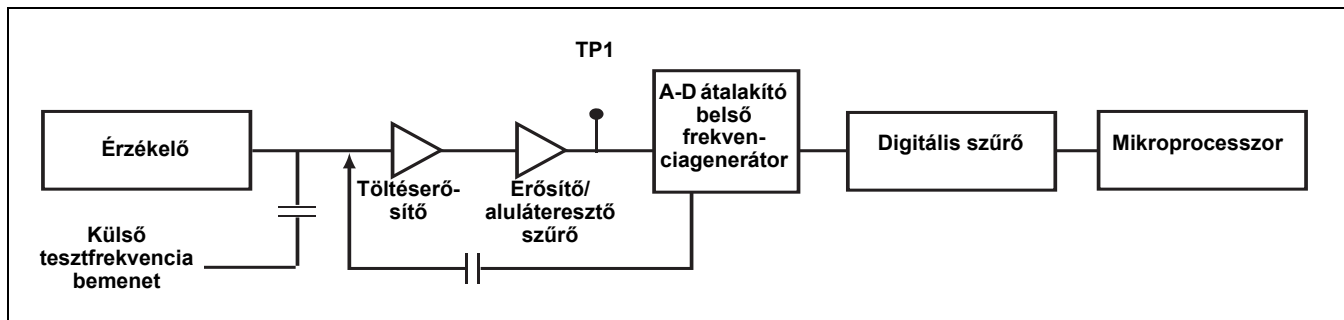 TP1
A-D átalakító
belső
frekven-
ciagenerátor
Érzékelő
Digitális szűrő
Mikroprocesszor
Töltéserő-
sítő
Erősítő/
aluláteresztő
szűrő
Külső
tesztfrekvencia
bemenet